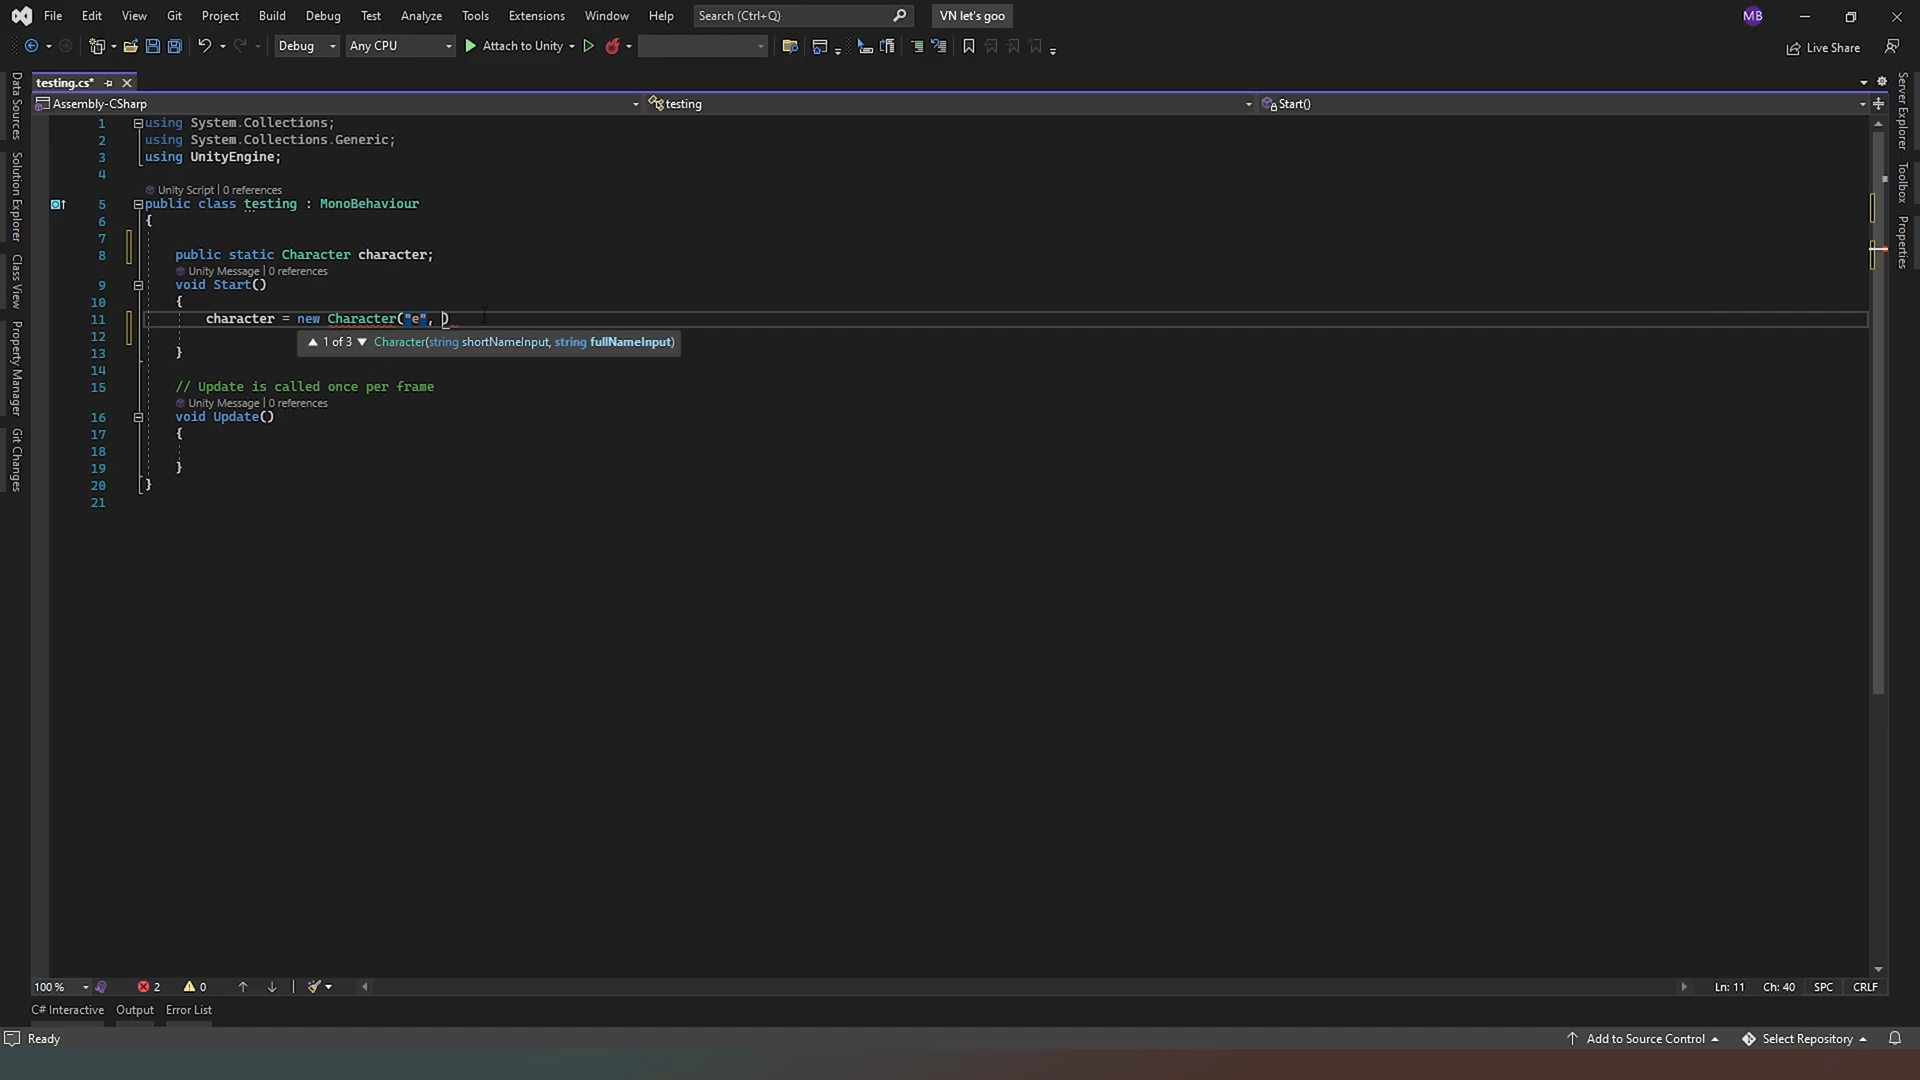 File Edit View Git Project Build Debug Test Analyze Tools Extensions Window Help Search (Ctrl+Q) VN let's goo MB
Debug Any CPU Attach to Unity Live Share
testing.cs*
Assembly-CSharp testing Start()
1 using System.Collections;
2 using System.Collections.Generic;
3 using UnityEngine;
4
Unity Script | 0 references
5 public class testing : MonoBehaviour
6 {
7
8 public static Character character;
Unity Message | 0 references
9 void Start()
10 {
11 character = new Character("e", )
12
1 of 3 Character(string shortNameInput, string fullNameInput)
13 }
14
15 // Update is called once per frame
Unity Message | 0 references
16 void Update()
17 {
18
19 }
20 }
21
Data Sources
Solution Explorer
Class View
Property Manager
Git Changes
Server Explorer
Toolbox
Properties
100 % 2 0 Ln: 11 Ch: 40 SPC CRLF
C# Interactive Output Error List
Ready Add to Source Control Select Repository